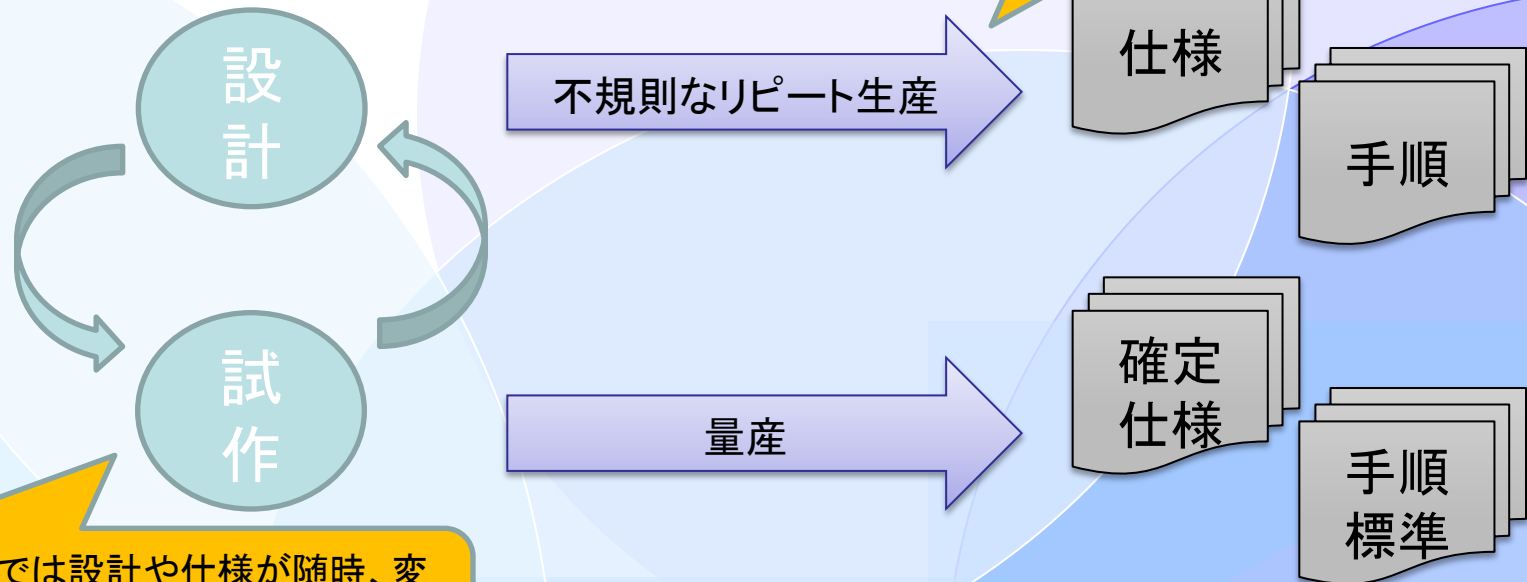 設
計
不規則なリピート生産
仕様
手順
試
作
量産
確定
仕様
手順
標準
では設計や仕様が随時、変